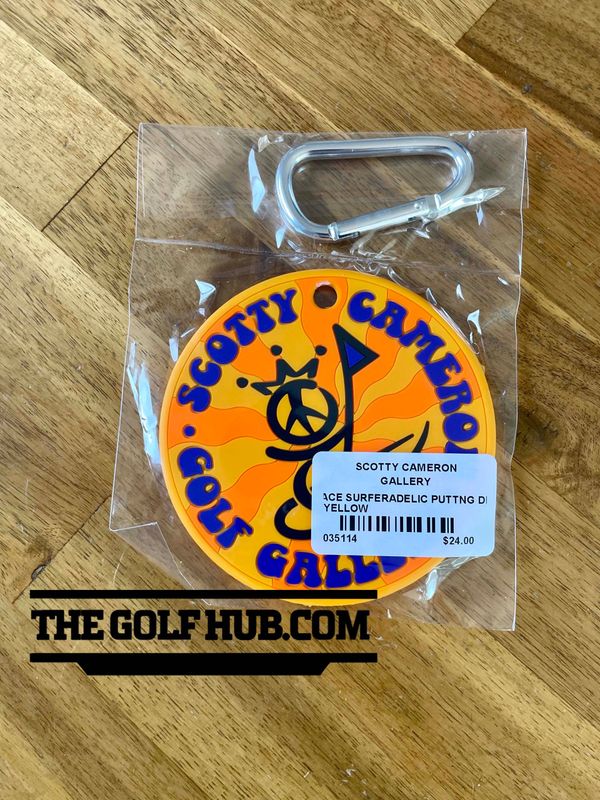 SCOTTY CAMERON
· GOLF GALLE
SCOTTY CAMERON
GALLERY
ACE SURFERADELIC PUTTNG DI
YELLOW
035114 $24.00
THE GOLF HUB.COM